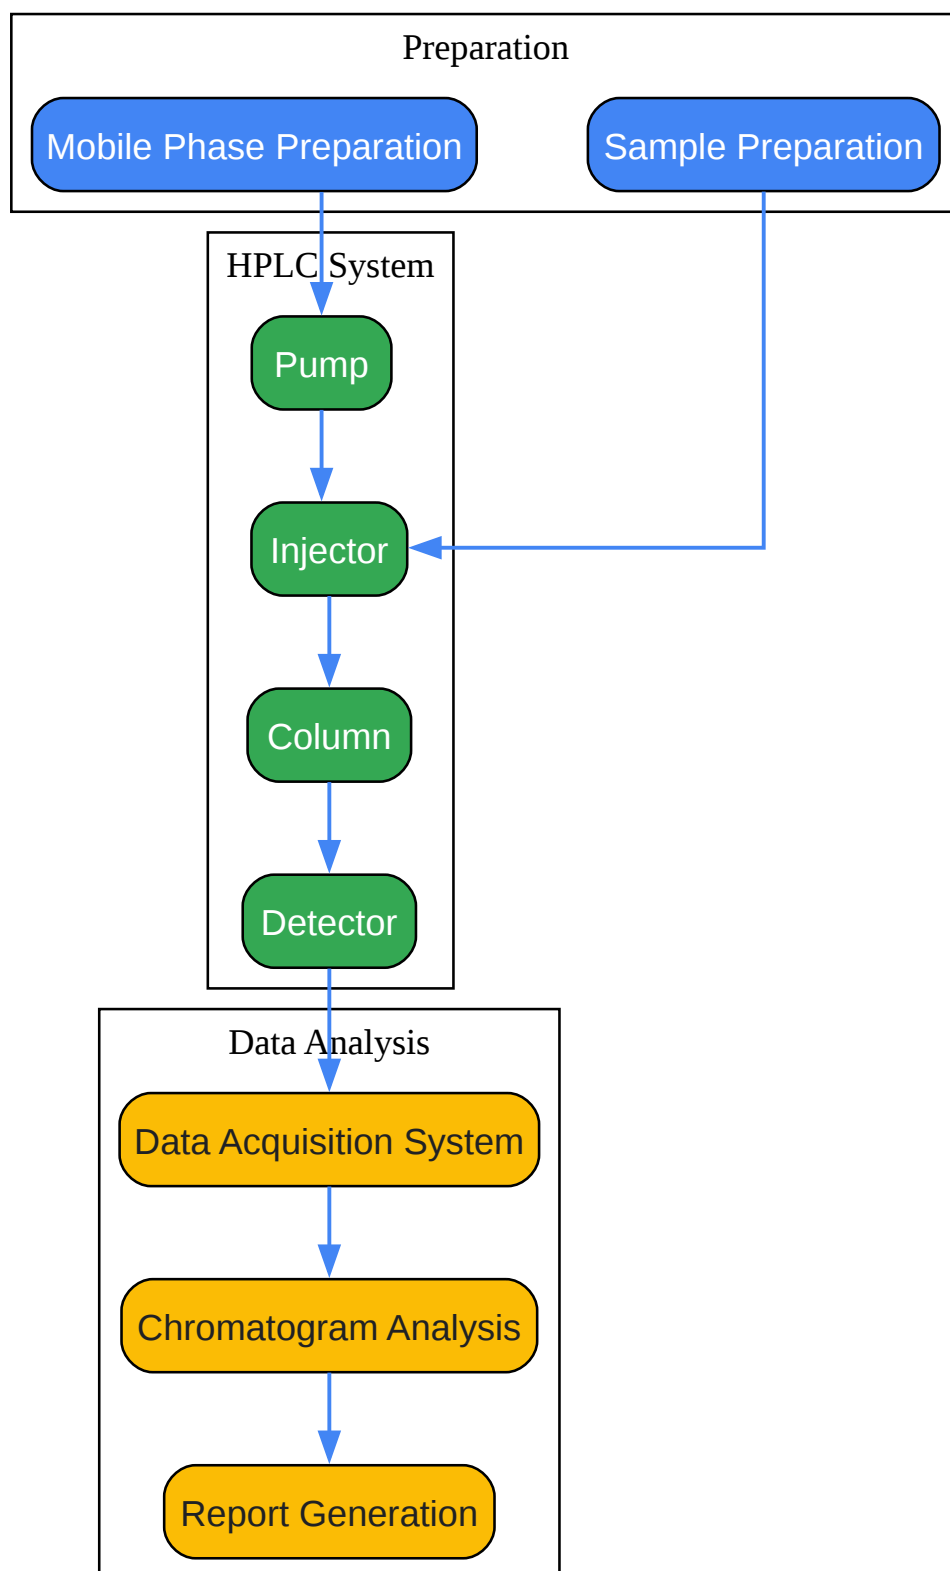 Preparation
Mobile Phase Preparation
Sample Preparation
HPLC System
Pump
Injector
Column
Detector
Data Analysis
Data Acquisition System
Chromatogram Analysis
Report Generation